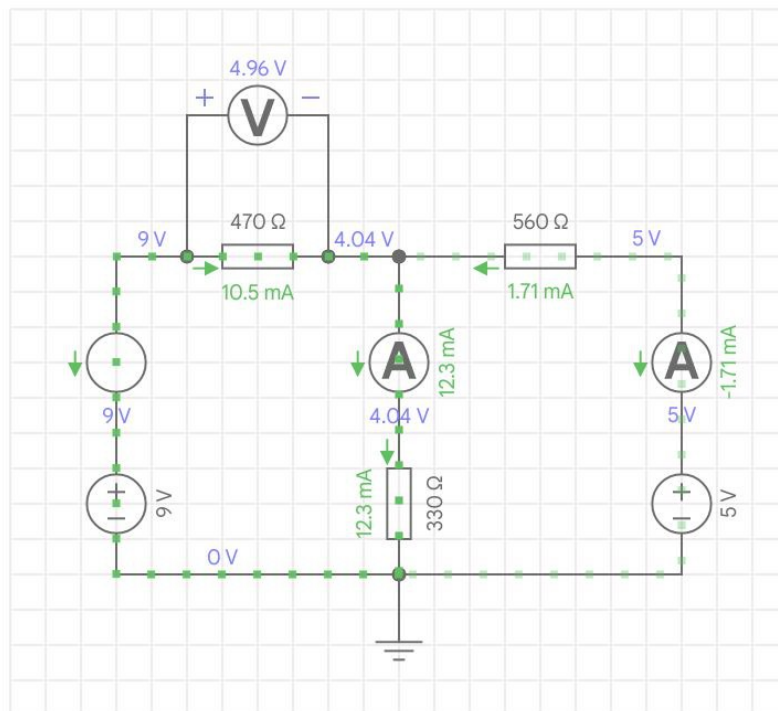 4.96 V
+
V
−
470 Ω
560 Ω
9 V
4.04 V
5 V
10.5 mA
1.71 mA
A
12.3 mA
A
-1.71 mA
9 V
4.04 V
5 V
+
−
9 V
12.3 mA
330 Ω
+
−
5 V
0 V